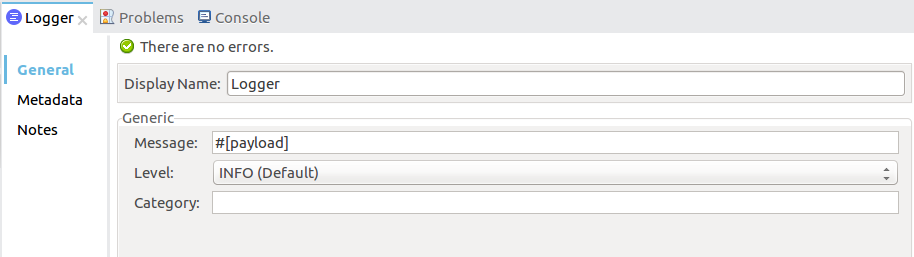 Logger Problems Console
There are no errors.
General
Metadata
Notes
Display Name: Logger
Generic
Message: #[payload]
Level: INFO (Default)
Category: